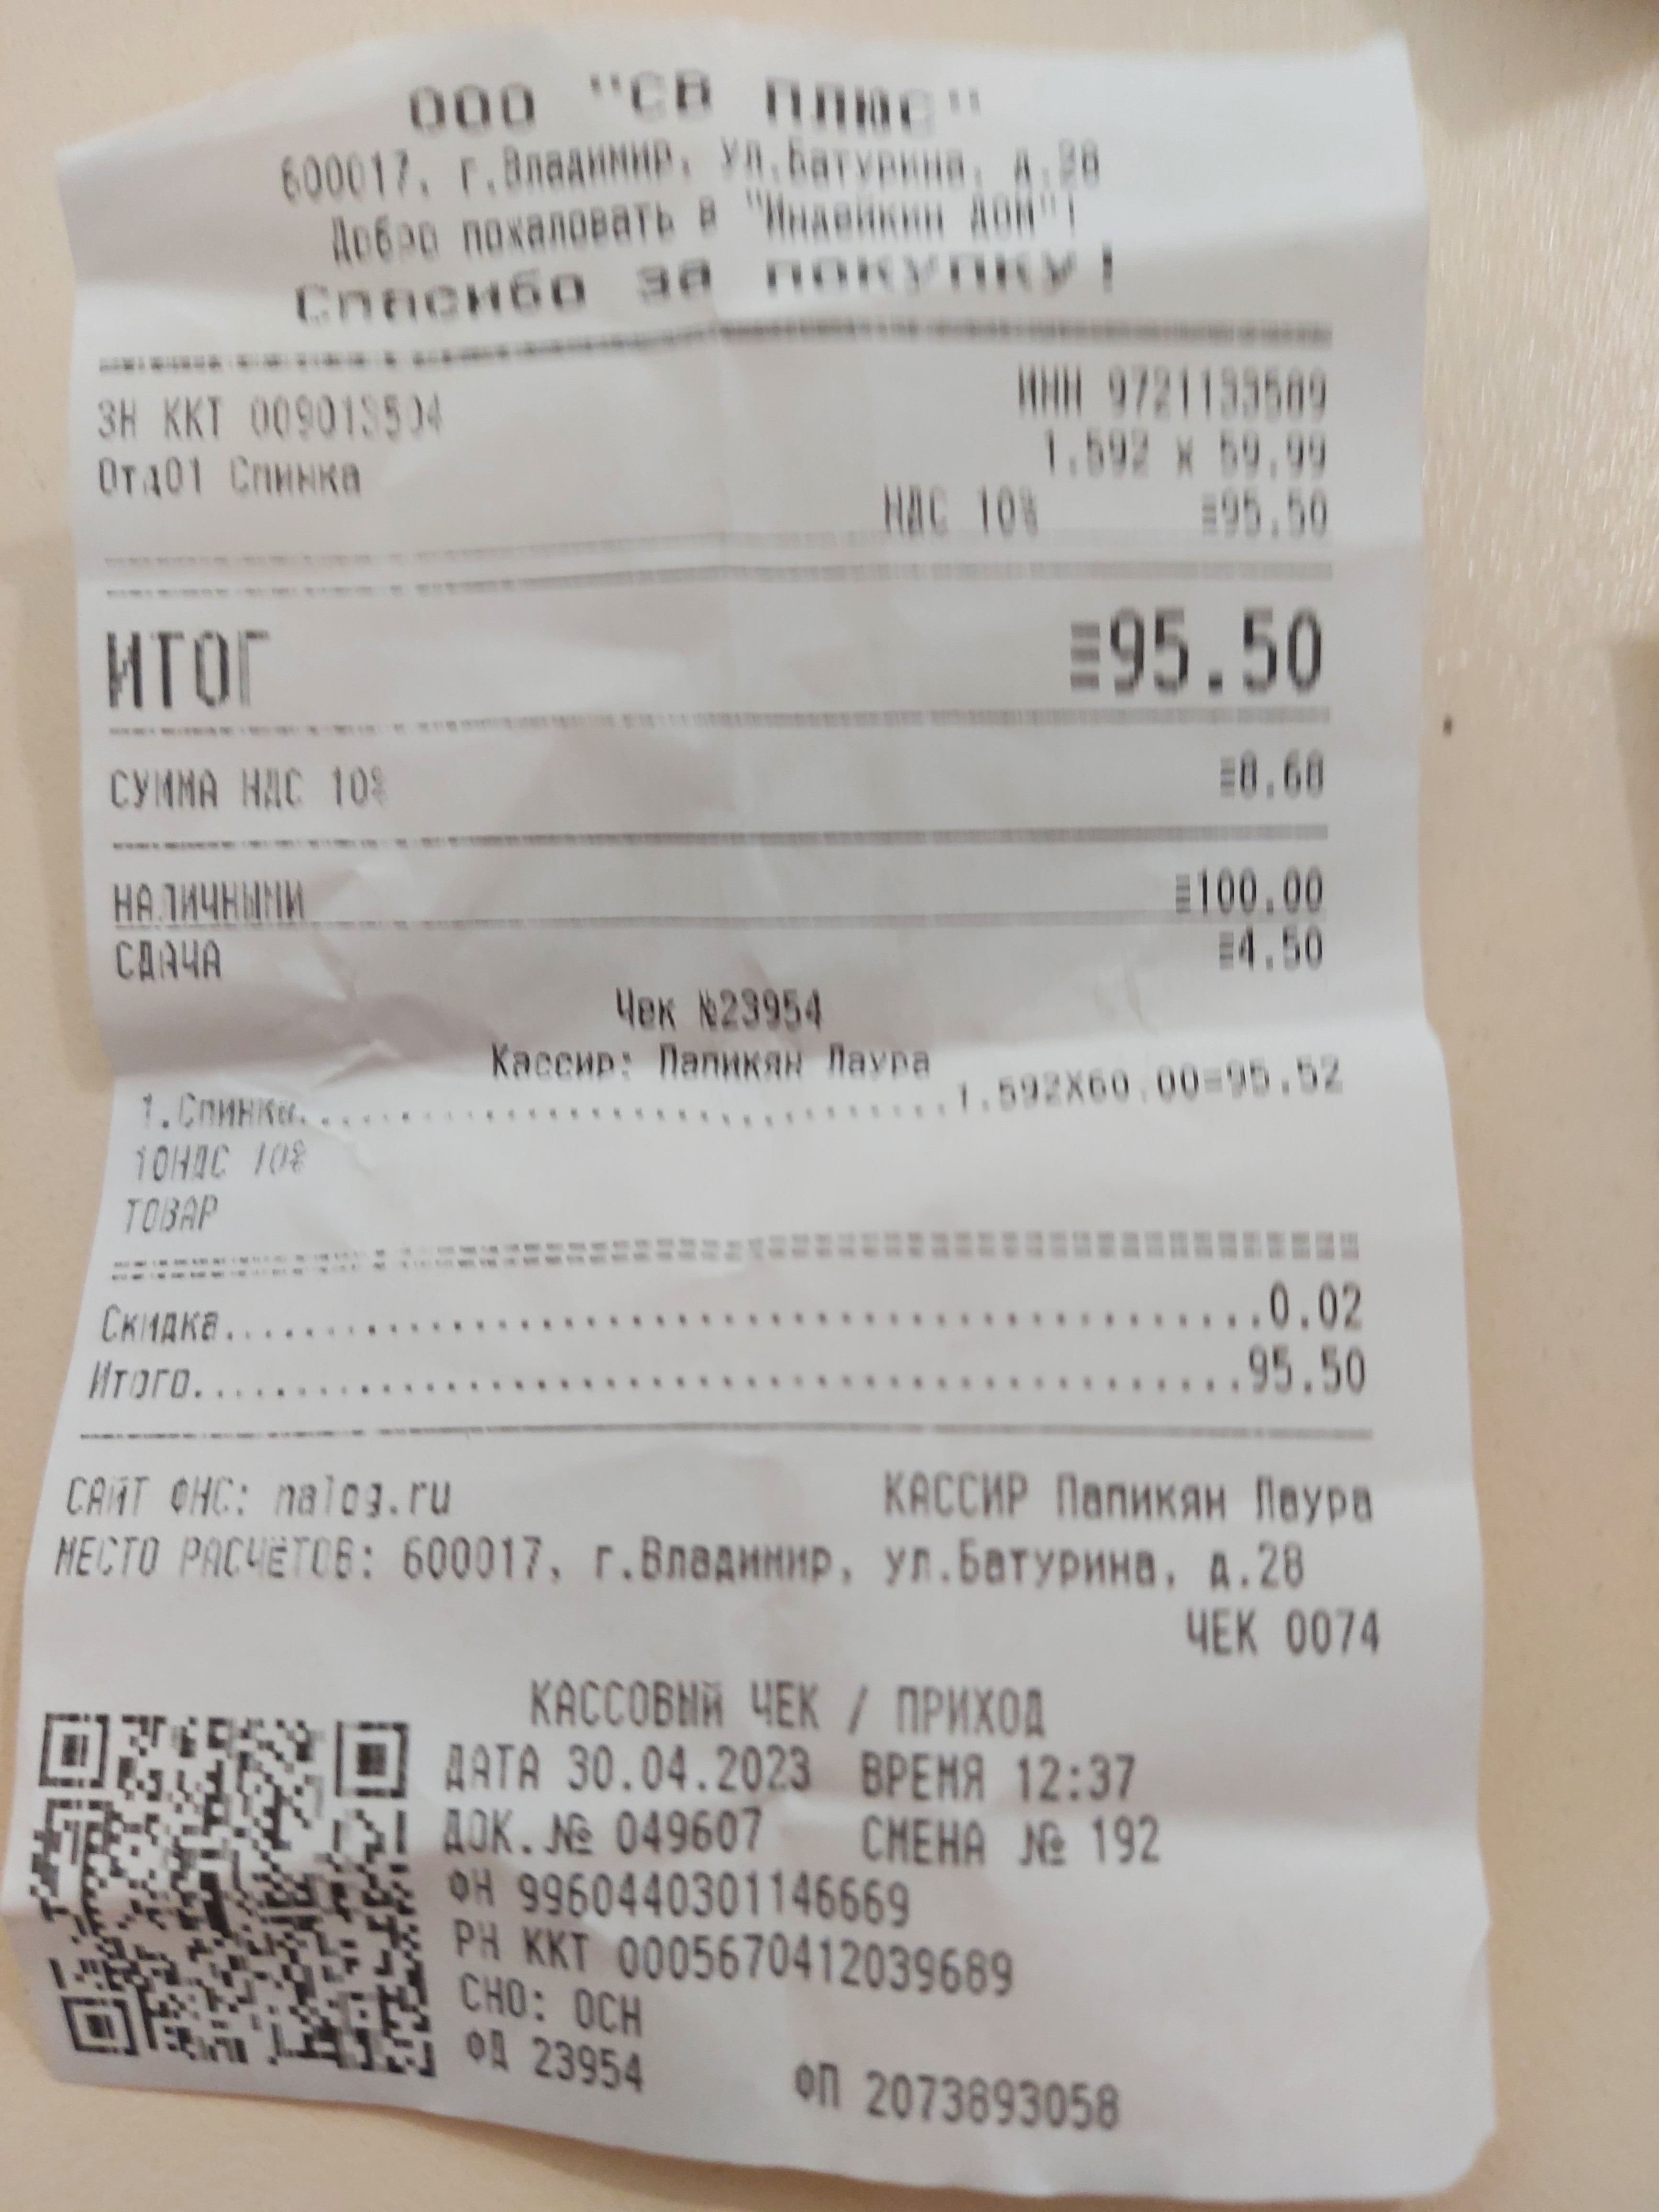 ООО "СВ ПЛЮС"
600017, г.Владимир, ул.Батурина, д.28
Добро пожаловать в "Индейкин ДОМ"!
Спасибо за покупку!
ЗН ККТ 009013504 ИНН 9721133589
Отд01 Спинка 1.592 x 59.99
НДС 10% ≡95.50
ИТОГ ≡95.50
СУММА НДС 10% ≡8.68
НАЛИЧНЫМИ ≡100.00
СДАЧА ≡4.50
Чек №23954
Кассир: Папикян Лаура
1.Спинка..............................1.592X60.00=95.52
10НДС 10%
ТОВАР
Скидка..................................................0.02
Итого..................................................95.50
САЙТ ФНС: nalog.ru КАССИР Папикян Лаура
МЕСТО РАСЧЁТОВ: 600017, г.Владимир, ул.Батурина, д.28
ЧЕК 0074
КАССОВЫЙ ЧЕК / ПРИХОД
ДАТА 30.04.2023 ВРЕМЯ 12:37
ДОК.№ 049607 СМЕНА № 192
ФН 9960440301146669
РН ККТ 0005670412039689
СНО: ОСН
ФД 23954 ФП 2073893058